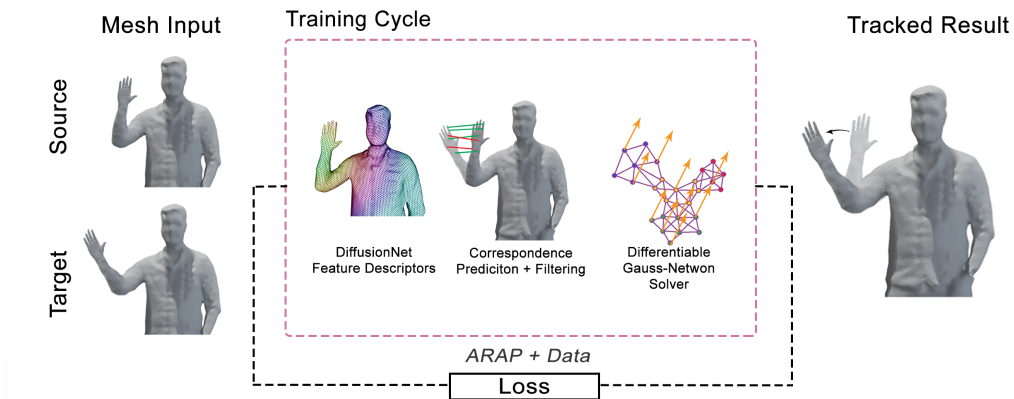 Mesh Input
Training Cycle
Tracked Result
Source
Target
DiffusionNet
Feature Descriptors
Correspondence
Prediciton + Filtering
Differentiable
Gauss-Netwon
Solver
ARAP + Data
Loss